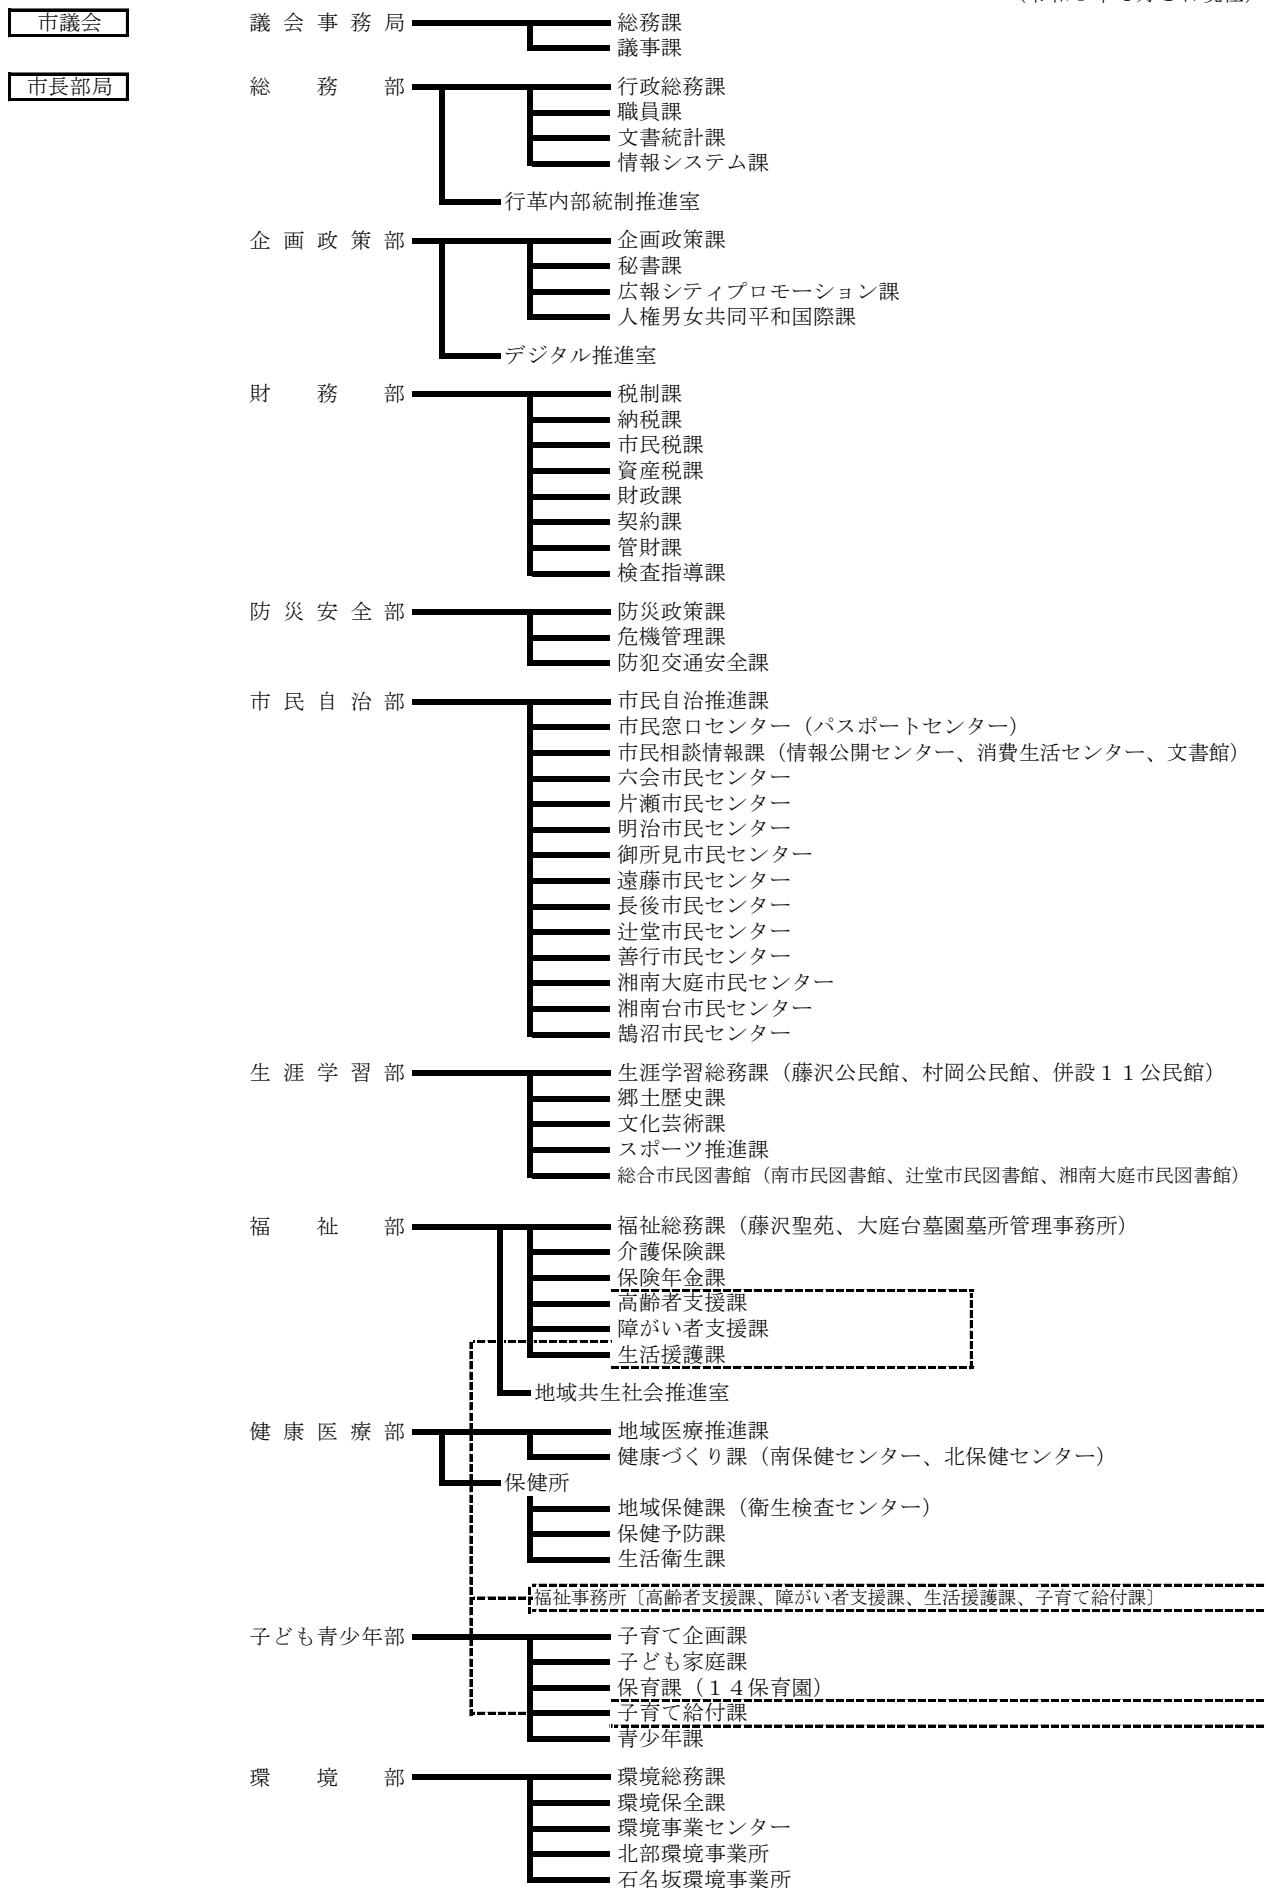 市議会 議会事務局 総務課
議事課
市長部局 総務部 行政総務課
職員課
文書統計課
情報システム課
行革内部統制推進室
企画政策部 企画政策課
秘書課
広報シティプロモーション課
人権男女共同平和国際課
デジタル推進室
財務部 税制課
納税課
市民税課
資産税課
財政課
契約課
管財課
検査指導課
防災安全部 防災政策課
危機管理課
防犯交通安全課
市民自治部 市民自治推進課
市民窓口センター（パスポートセンター）
市民相談情報課（情報公開センター、消費生活センター、文書館）
六会市民センター
片瀬市民センター
明治市民センター
御所見市民センター
遠藤市民センター
長後市民センター
辻堂市民センター
善行市民センター
湘南大庭市民センター
湘南台市民センター
鵠沼市民センター
生涯学習部 生涯学習総務課（藤沢公民館、村岡公民館、併設１１公民館）
郷土歴史課
文化芸術課
スポーツ推進課
総合市民図書館（南市民図書館、辻堂市民図書館、湘南大庭市民図書館）
福祉部 福祉総務課（藤沢聖苑、大庭台墓園墓所管理事務所）
介護保険課
保険年金課
高齢者支援課
障がい者支援課
生活援護課
地域共生社会推進室
健康医療部 地域医療推進課
健康づくり課（南保健センター、北保健センター）
保健所
地域保健課（衛生検査センター）
保健予防課
生活衛生課
福祉事務所〔高齢者支援課、障がい者支援課、生活援護課、子育て給付課〕
子ども青少年部 子育て企画課
子ども家庭課
保育課（１４保育園）
子育て給付課
青少年課
環境部 環境総務課
環境保全課
環境事業センター
北部環境事業所
石名坂環境事業所